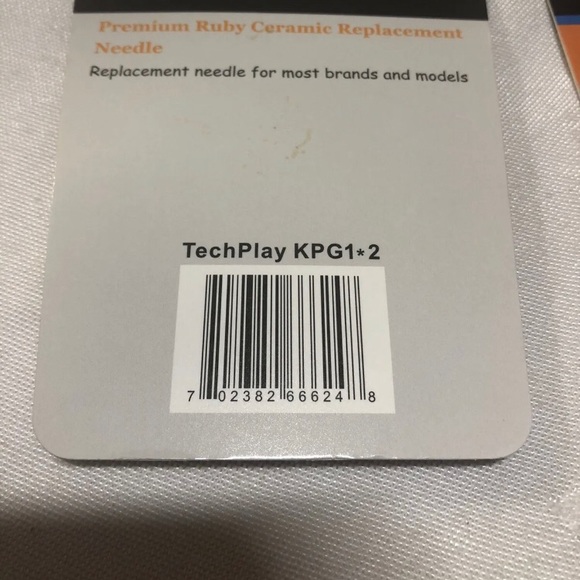 Premium Ruby Ceramic Replacement
Needle
Replacement needle for most brands and models
TechPlay KPG1*2
7 02382 66624 8